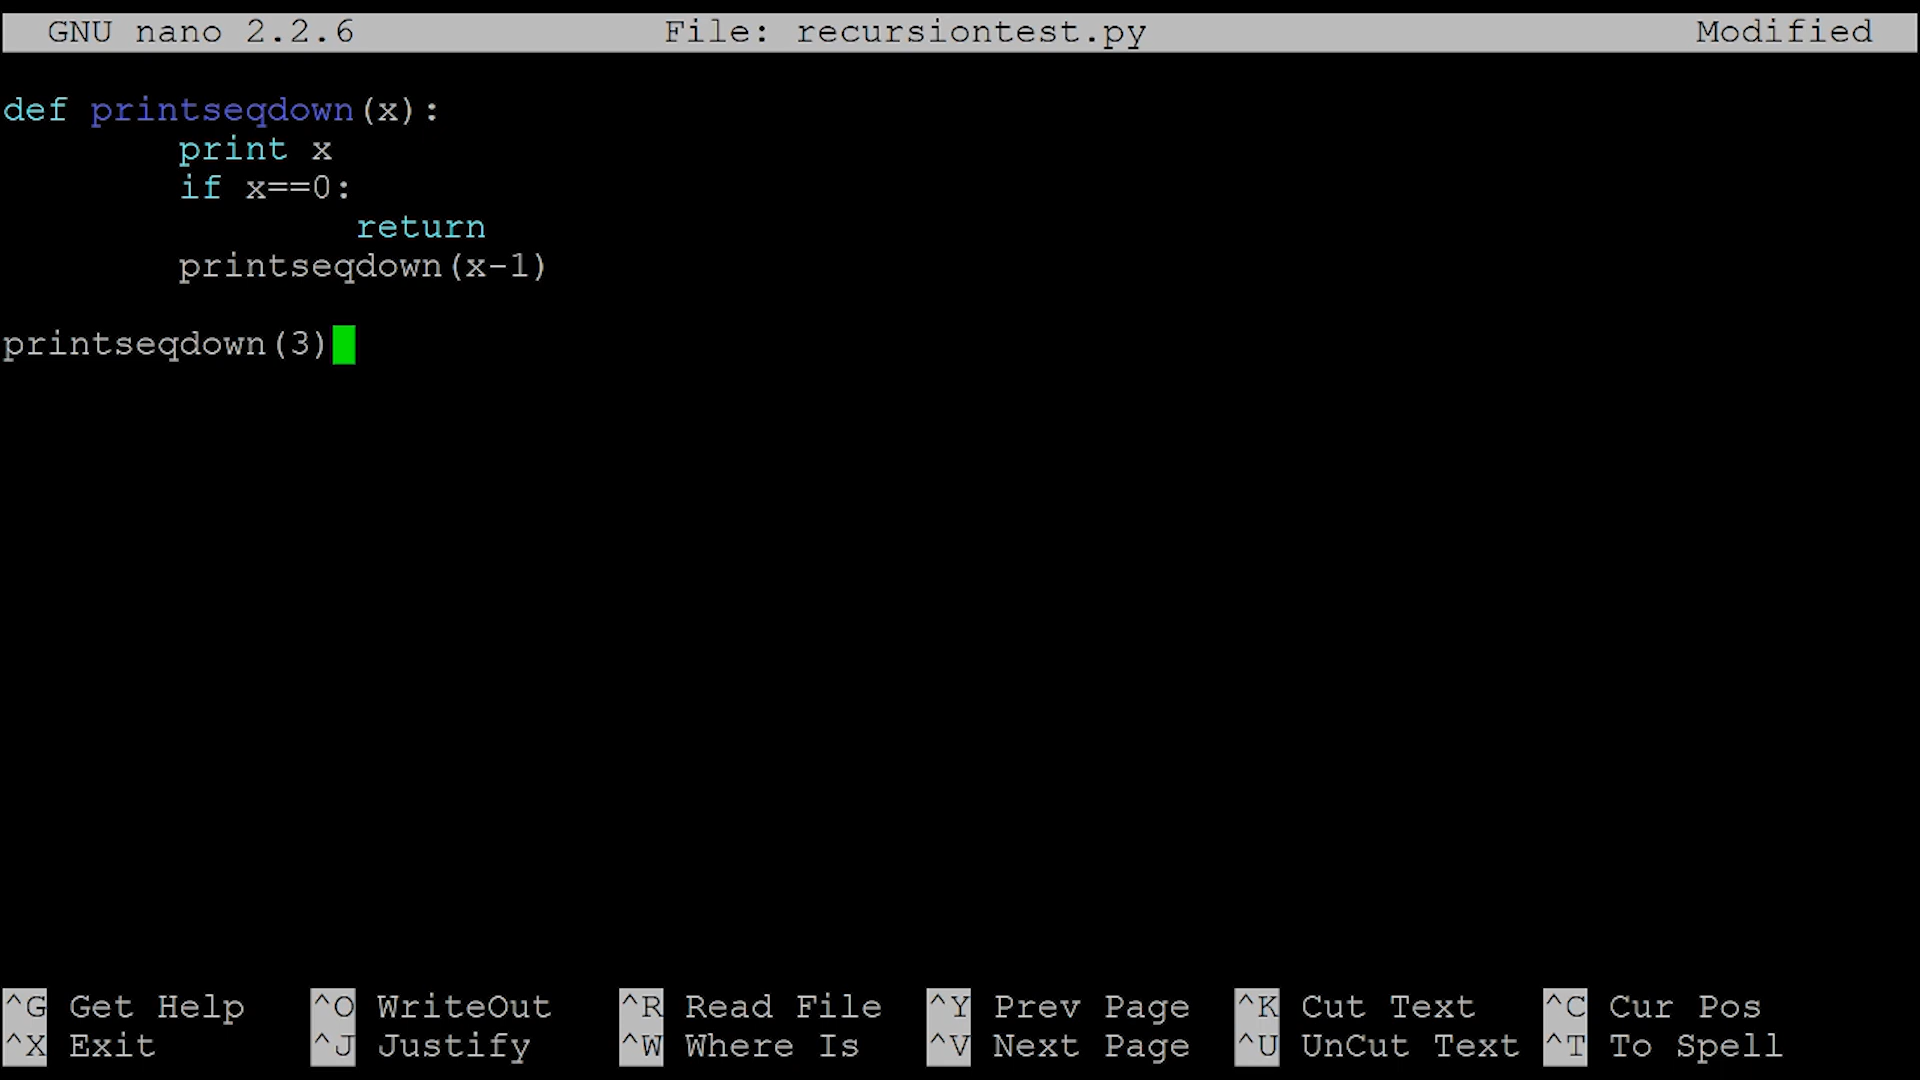 GNU nano 2.2.6 File: recursiontest.py Modified
def printseqdown(x):
print x
if x==0:
return
printseqdown(x-1)
printseqdown(3)
^G Get Help ^O WriteOut ^R Read File ^Y Prev Page ^K Cut Text ^C Cur Pos
^X Exit ^J Justify ^W Where Is ^V Next Page ^U UnCut Text ^T To Spell